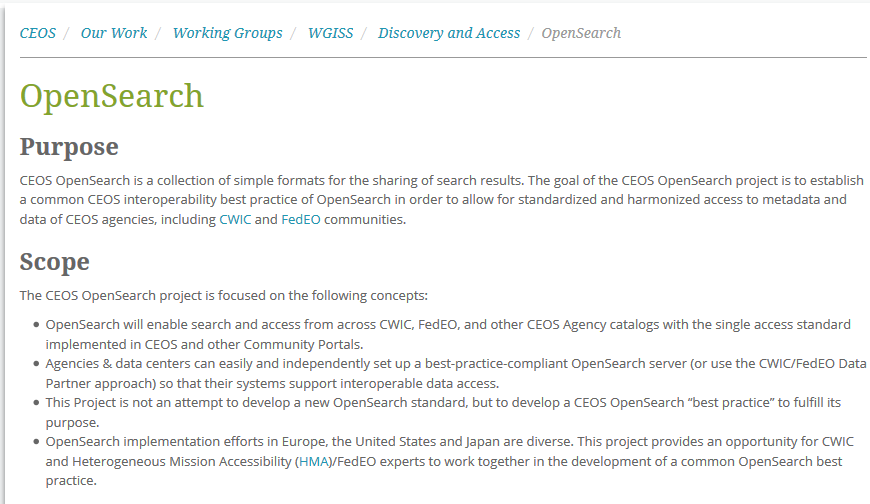 CEOS / Our Work / Working Groups / WGISS / Discovery and Access / OpenSearch
OpenSearch
Purpose
CEOS OpenSearch is a collection of simple formats for the sharing of search results. The goal of the CEOS OpenSearch project is to establish
a common CEOS interoperability best practice of OpenSearch in order to allow for standardized and harmonized access to metadata and
data of CEOS agencies, including CWIC and FedEO communities.
Scope
The CEOS OpenSearch project is focused on the following concepts:
• OpenSearch will enable search and access from across CWIC, FedEO, and other CEOS Agency catalogs with the single access standard
implemented in CEOS and other Community Portals.
• Agencies & data centers can easily and independently set up a best-practice-compliant OpenSearch server (or use the CWIC/FedEO Data
Partner approach) so that their systems support interoperable data access.
• This Project is not an attempt to develop a new OpenSearch standard, but to develop a CEOS OpenSearch “best practice” to fulfill its
purpose.
• OpenSearch implementation efforts in Europe, the United States and Japan are diverse. This project provides an opportunity for CWIC
and Heterogeneous Mission Accessibility (HMA)/FedEO experts to work together in the development of a common OpenSearch best
practice.